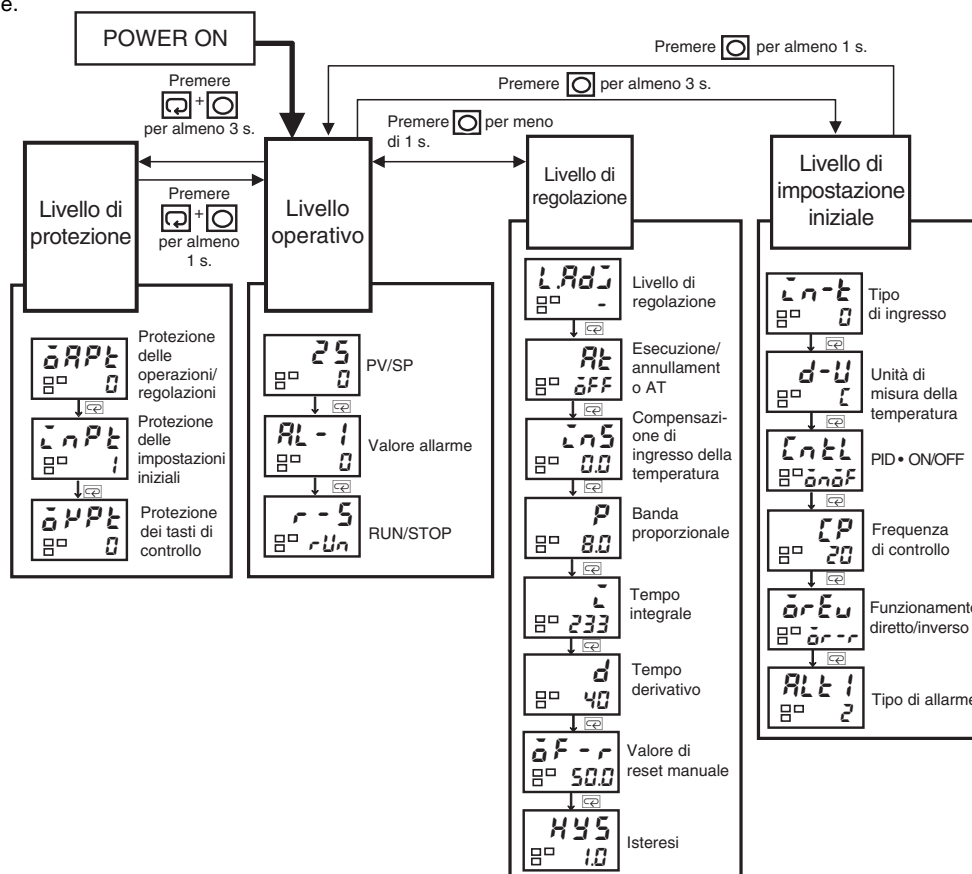 e.
POWER ON
Premere per almeno 1 s.
Premere per almeno 3 s.
Premere
+
per almeno 3 s.
Premere per meno
di 1 s.
Premere
+
per almeno
1 s.
Livello di
protezione
Livello
operativo
Livello di
regolazione
Livello di
impostazione
iniziale
oAPt
0
Protezione
delle
operazioni/
regolazioni
inPt
1
Protezione
delle
impostazioni
iniziali
0
Protezione
dei tasti di
controllo
25
0
PV/SP
AL-1
0
Valore allarme
r-S
rUn
RUN/STOP
L.AdJ
-
Livello di
regolazione
At
oFF
Esecuzione/
annullament
o AT
inS
0.0
Compensazi-
one di
ingresso della
temperatura
P
8.0
Banda
proporzionale
i
233
Tempo
integrale
d
40
Tempo
derivativo
oF-r
50.0
Valore di
reset manuale
HYS
1.0
Isteresi
in-t
0
Tipo
di ingresso
d-U
C
Unità di
misura della
temperatura
CntL
onoF
PID • ON/OFF
CP
20
Frequenza
di controllo
orEv
or-r
Funzionamento
diretto/inverso
ALt1
2
Tipo di allarme